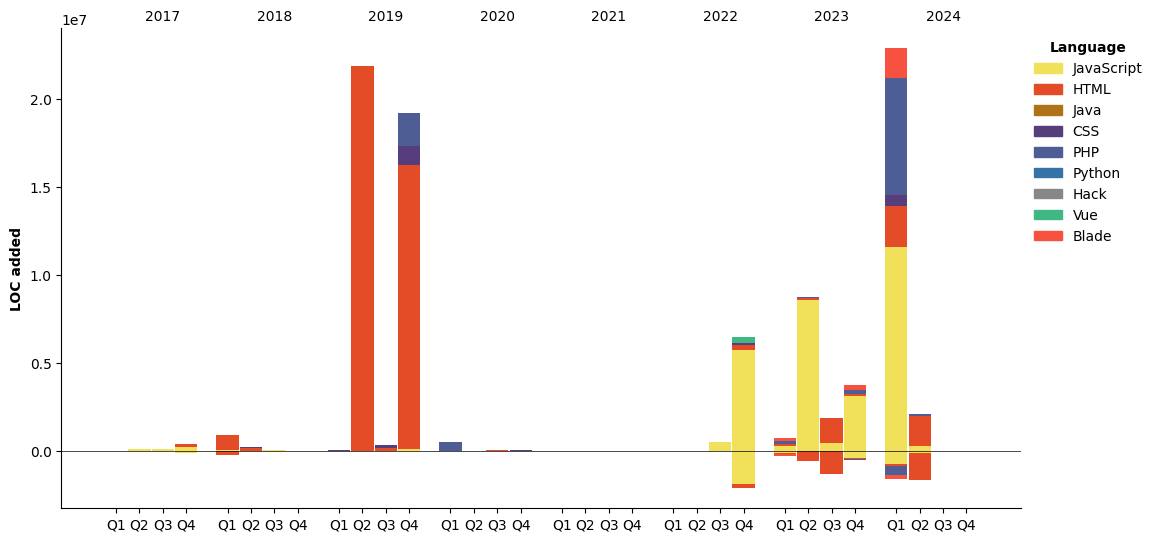 1e7
2017 2018 2019 2020 2021 2022 2023 2024
2.0
1.5
1.0
0.5
0.0
LOC added
Q1 Q2 Q3 Q4 Q1 Q2 Q3 Q4 Q1 Q2 Q3 Q4 Q1 Q2 Q3 Q4 Q1 Q2 Q3 Q4 Q1 Q2 Q3 Q4 Q1 Q2 Q3 Q4 Q1 Q2 Q3 Q4
Language
JavaScript
HTML
Java
CSS
PHP
Python
Hack
Vue
Blade